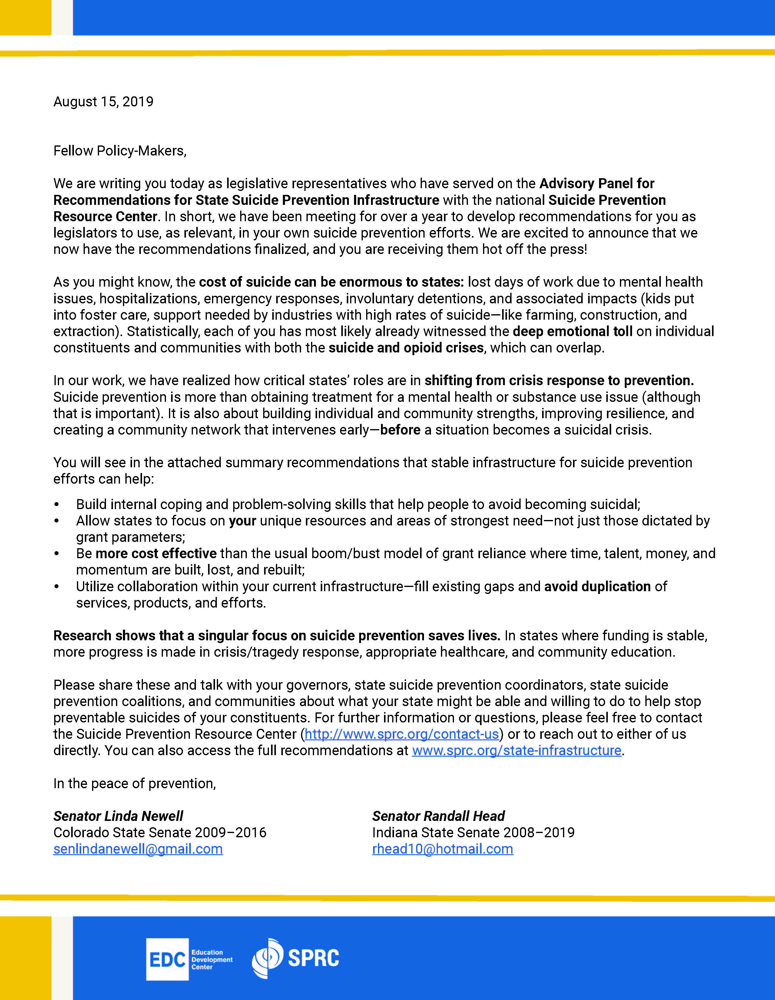 August 15, 2019
Fellow Policy-Makers,
We are writing you today as legislative representatives who have served on the Advisory Panel for
Recommendations for State Suicide Prevention Infrastructure with the national Suicide Prevention
Resource Center. In short, we have been meeting for over a year to develop recommendations for you as
legislators to use, as relevant, in your own suicide prevention efforts. We are excited to announce that we
now have the recommendations finalized, and you are receiving them hot off the press!
As you might know, the cost of suicide can be enormous to states: lost days of work due to mental health
issues, hospitalizations, emergency responses, involuntary detentions, and associated impacts (kids put
into foster care, support needed by industries with high rates of suicide—like farming, construction, and
extraction). Statistically, each of you has most likely already witnessed the deep emotional toll on individual
constituents and communities with both the suicide and opioid crises, which can overlap.
In our work, we have realized how critical states’ roles are in shifting from crisis response to prevention.
Suicide prevention is more than obtaining treatment for a mental health or substance use issue (although
that is important). It is also about building individual and community strengths, improving resilience, and
creating a community network that intervenes early—before a situation becomes a suicidal crisis.
You will see in the attached summary recommendations that stable infrastructure for suicide prevention
efforts can help:
• Build internal coping and problem-solving skills that help people to avoid becoming suicidal;
• Allow states to focus on your unique resources and areas of strongest need—not just those dictated by
grant parameters;
• Be more cost effective than the usual boom/bust model of grant reliance where time, talent, money, and
momentum are built, lost, and rebuilt;
• Utilize collaboration within your current infrastructure—fill existing gaps and avoid duplication of
services, products, and efforts.
Research shows that a singular focus on suicide prevention saves lives. In states where funding is stable,
more progress is made in crisis/tragedy response, appropriate healthcare, and community education.
Please share these and talk with your governors, state suicide prevention coordinators, state suicide
prevention coalitions, and communities about what your state might be able and willing to do to help stop
preventable suicides of your constituents. For further information or questions, please feel free to contact
the Suicide Prevention Resource Center (http://www.sprc.org/contact-us) or to reach out to either of us
directly. You can also access the full recommendations at www.sprc.org/state-infrastructure.
In the peace of prevention,
Senator Linda Newell
Colorado State Senate 2009–2016
senlindanewell@gmail.com
Senator Randall Head
Indiana State Senate 2008–2019
rhead10@hotmail.com
EDC
Education
Development
Center
SPRC